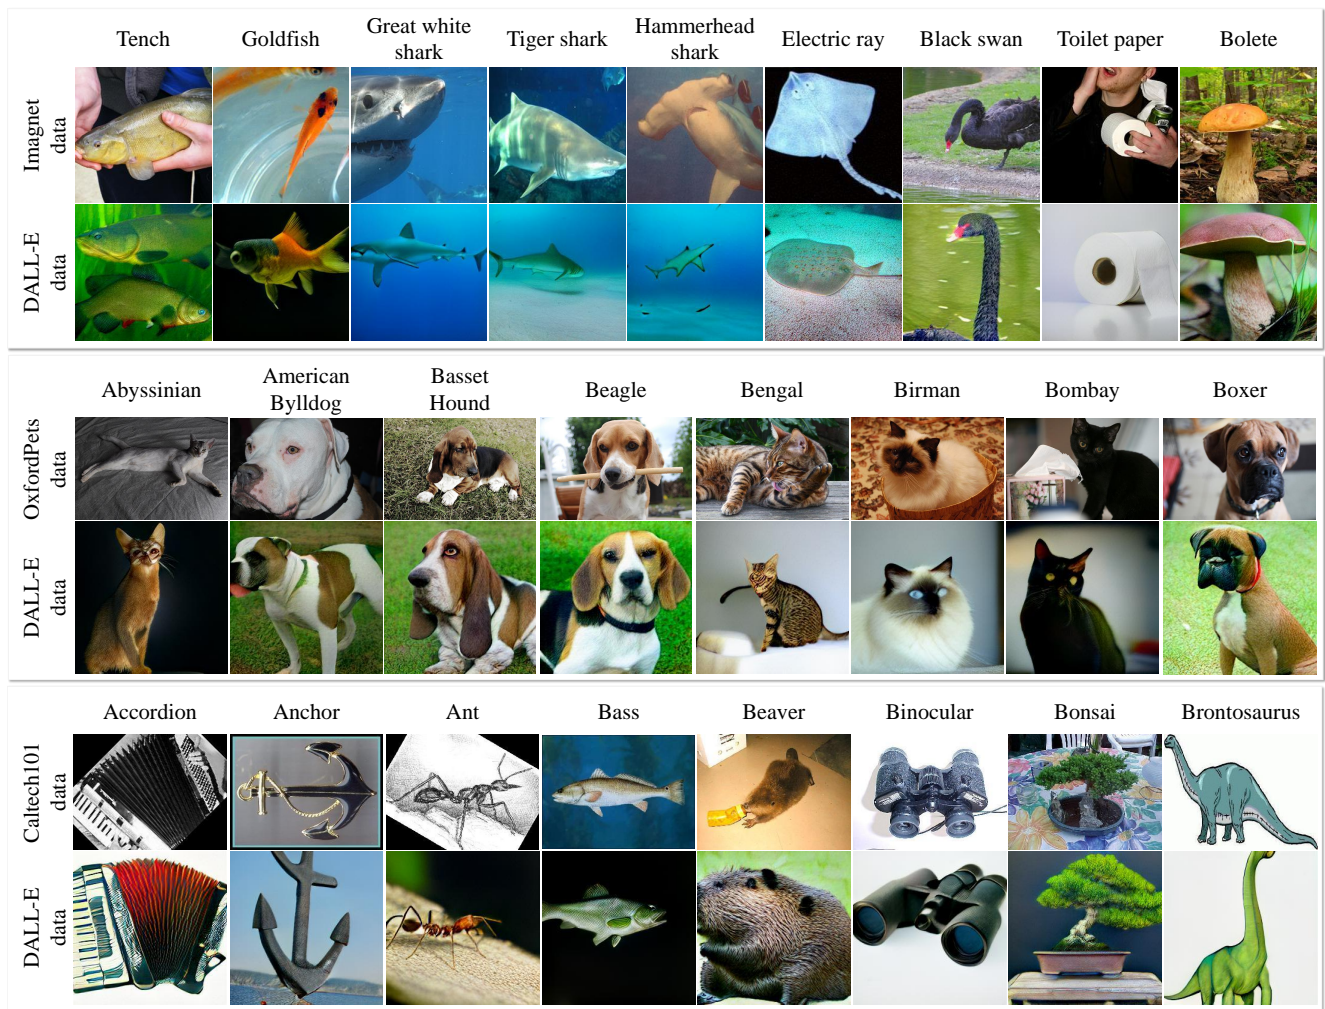 Tench
Goldfish
Great white
shark
Tiger shark
Hammerhead
shark
Electric ray
Black swan
Toilet paper
Bolete
Imagnet
data
DALL-E
data
Abyssinian
American
Bylldog
Basset
Hound
Beagle
Bengal
Birman
Bombay
Boxer
OxfordPets
data
DALL-E
data
Accordion
Anchor
Ant
Bass
Beaver
Binocular
Bonsai
Brontosaurus
Caltech101
data
DALL-E
data